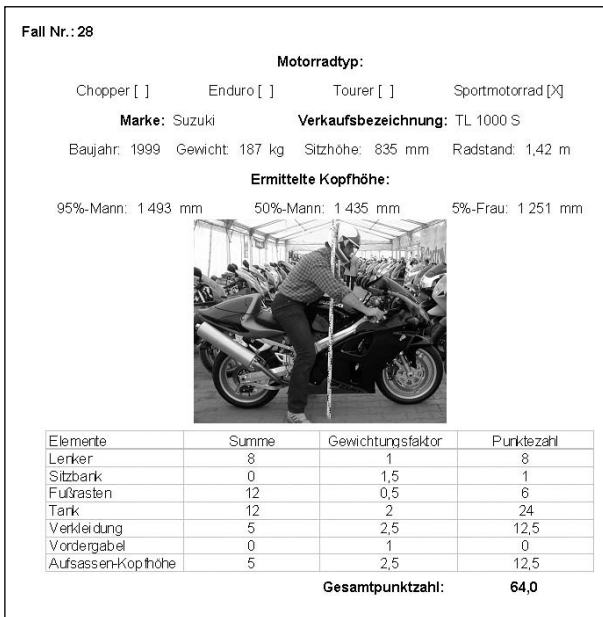 Fall Nr.: 28
Motorradtyp:
Chopper [ ] Enduro [ ] Tourer [ ] Sportmotorrad [X]
Marke: Suzuki Verkaufsbezeichnung: TL 1000 S
Baujahr: 1999 Gewicht: 187 kg Sitzhöhe: 835 mm Radstand: 1,42 m
Ermittelte Kopfhöhe:
95%-Mann: 1 493 mm 50%-Mann: 1 435 mm 5%-Frau: 1 251 mm
Elemente Summe Gewichtungsfaktor Punktezahl
Lenker 8 1 8
Sitzbank 0 1,5 1
Fußrasten 12 0,5 6
Tank 12 2 24
Verkleidung 5 2,5 12,5
Vordergabel 0 1 0
Aufsassen-Kopfhöhe 5 2,5 12,5
Gesamtpunktzahl: 64,0